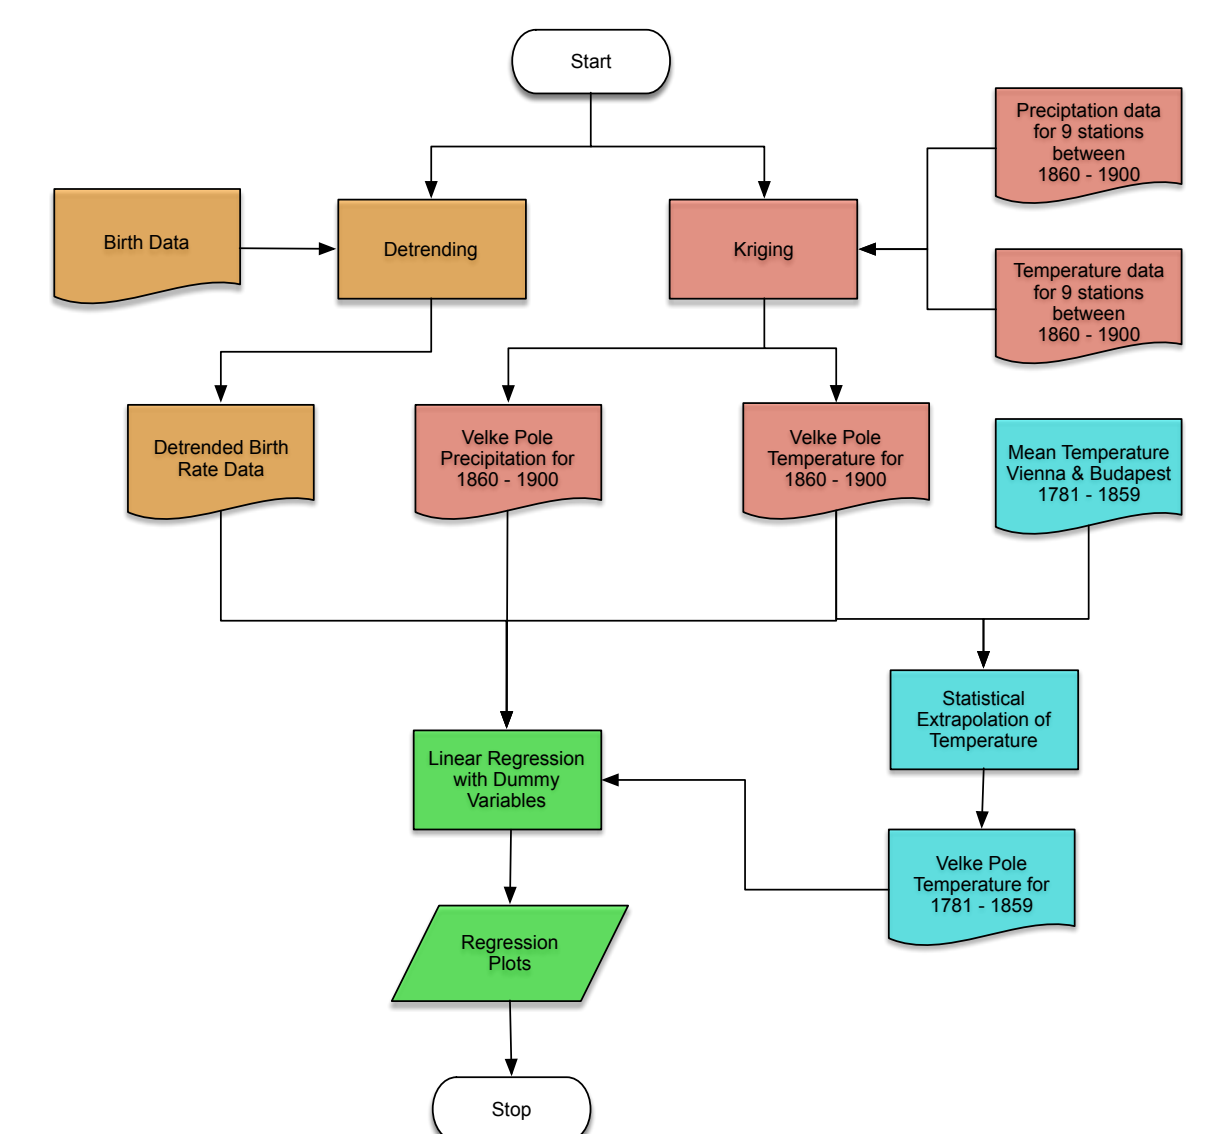 Start
Preciptation data
for 9 stations
between
1860 - 1900
Birth Data
Detrending
Kriging
Temperature data
for 9 stations
between
1860 - 1900
Detrended Birth
Rate Data
Velke Pole
Precipitation for
1860 - 1900
Velke Pole
Temperature for
1860 - 1900
Mean Temperature
Vienna & Budapest
1781 - 1859
Statistical
Extrapolation of
Temperature
Linear Regression
with Dummy
Variables
Velke Pole
Temperature for
1781 - 1859
Regression
Plots
Stop